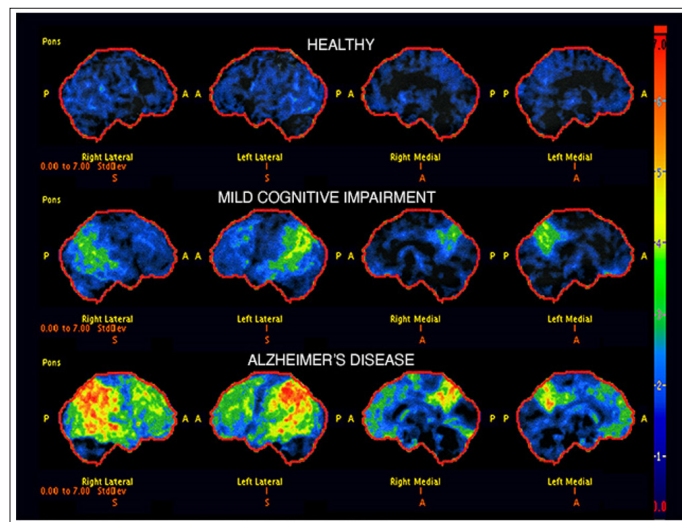 HEALTHY
Pons
P A A P A P P A
Right Lateral Left Lateral Right Medial Left Medial
0.00 to 7.00 StdDev
S S A A
MILD COGNITIVE IMPAIRMENT
Pons
P A A P A P P A
Right Lateral Left Lateral Right Medial Left Medial
0.00 to 7.00 StdDev
S S A A
ALZHEIMER'S DISEASE
Pons
P A A P A P P A
Right Lateral Left Lateral Right Medial Left Medial
0.00 to 7.00 StdDev
S S A A
7.0
6
5
4
3
2
1
0.0